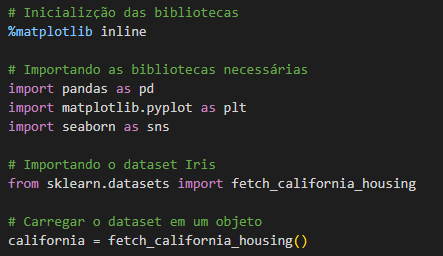 # Inicializção das bibliotecas
%matplotlib inline
# Importando as bibliotecas necessárias
import pandas as pd
import matplotlib.pyplot as plt
import seaborn as sns
# Importando o dataset Iris
from sklearn.datasets import fetch_california_housing
# Carregar o dataset em um objeto
california = fetch_california_housing()